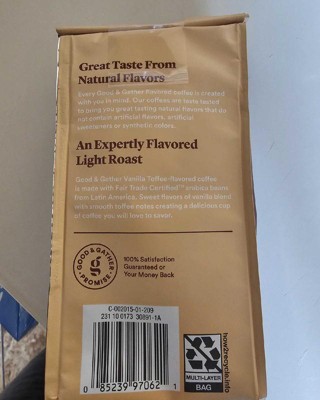 Great Taste From
Natural Flavors
Every Good & Gather flavored coffee is created
with you in mind. Our coffees are taste tested
to bring you great tasting natural flavors that do
not contain artificial flavors, artificial
sweeteners or synthetic colors.
An Expertly Flavored
Light Roast
Good & Gather Vanilla Toffee-flavored coffee
is made with Fair Trade Certified™ arabica beans
from Latin America. Sweet flavors of vanilla blend
with smooth toffee notes creating a delicious cup
of coffee you will love to savor.
GOOD & GATHER
g
PROMISE
100% Satisfaction
Guaranteed or
Your Money Back
C-002015-01-209
231 10 0173 30891-1A
0 85239 97062 1
how2recycle.info
MULTI-LAYER
BAG